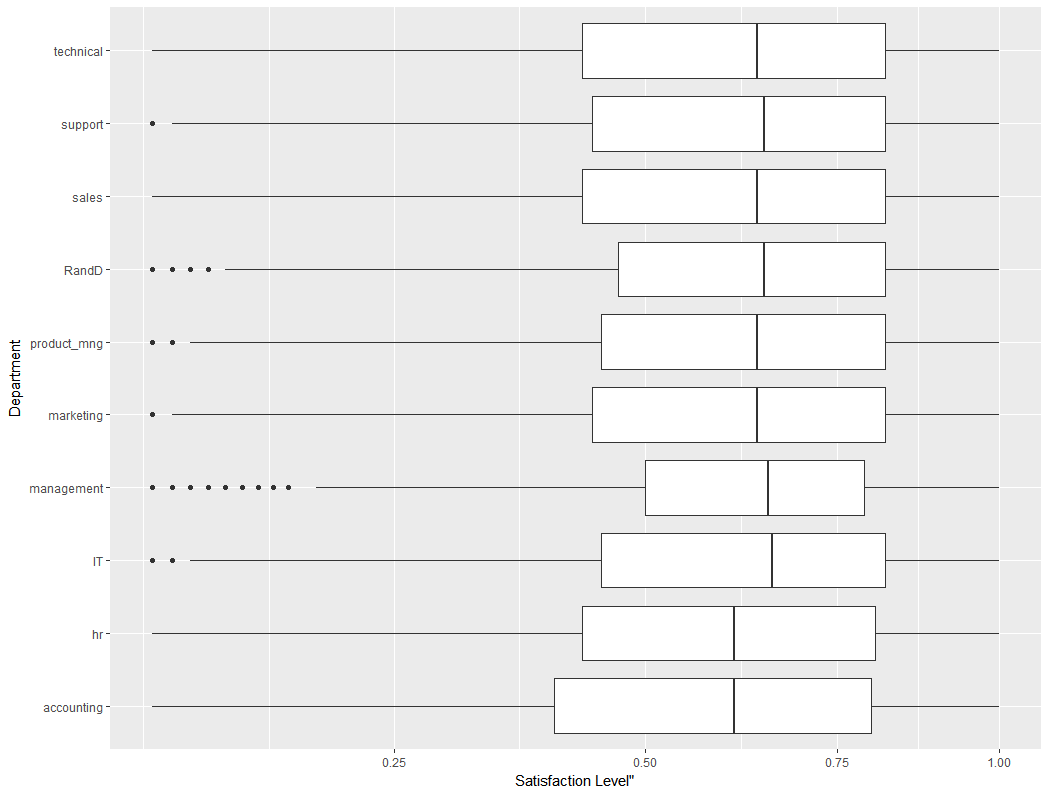 technical
support
sales
RandD
product_mng
marketing
management
IT
hr
accounting
Department
0.25
0.50
0.75
1.00
Satisfaction Level"